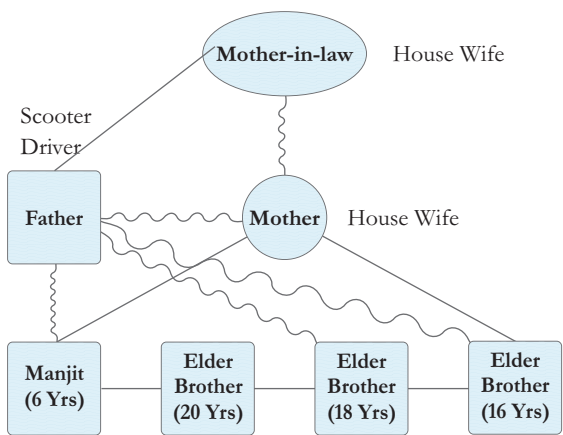 Mother-in-law
House Wife
Scooter
Driver
Father
Mother
House Wife
Manjit
(6 Yrs)
Elder
Brother
(20 Yrs)
Elder
Brother
(18 Yrs)
Elder
Brother
(16 Yrs)